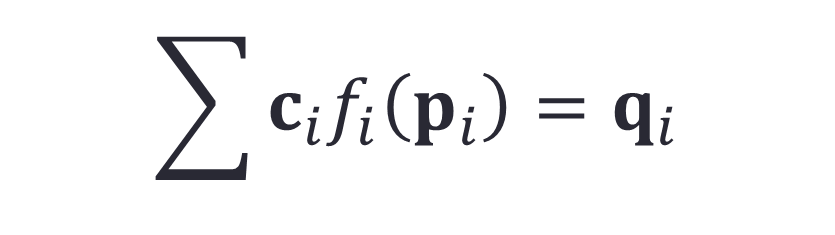 ∑ 𝐜ᵢ𝑓ᵢ(𝐩ᵢ) = 𝐪ᵢ